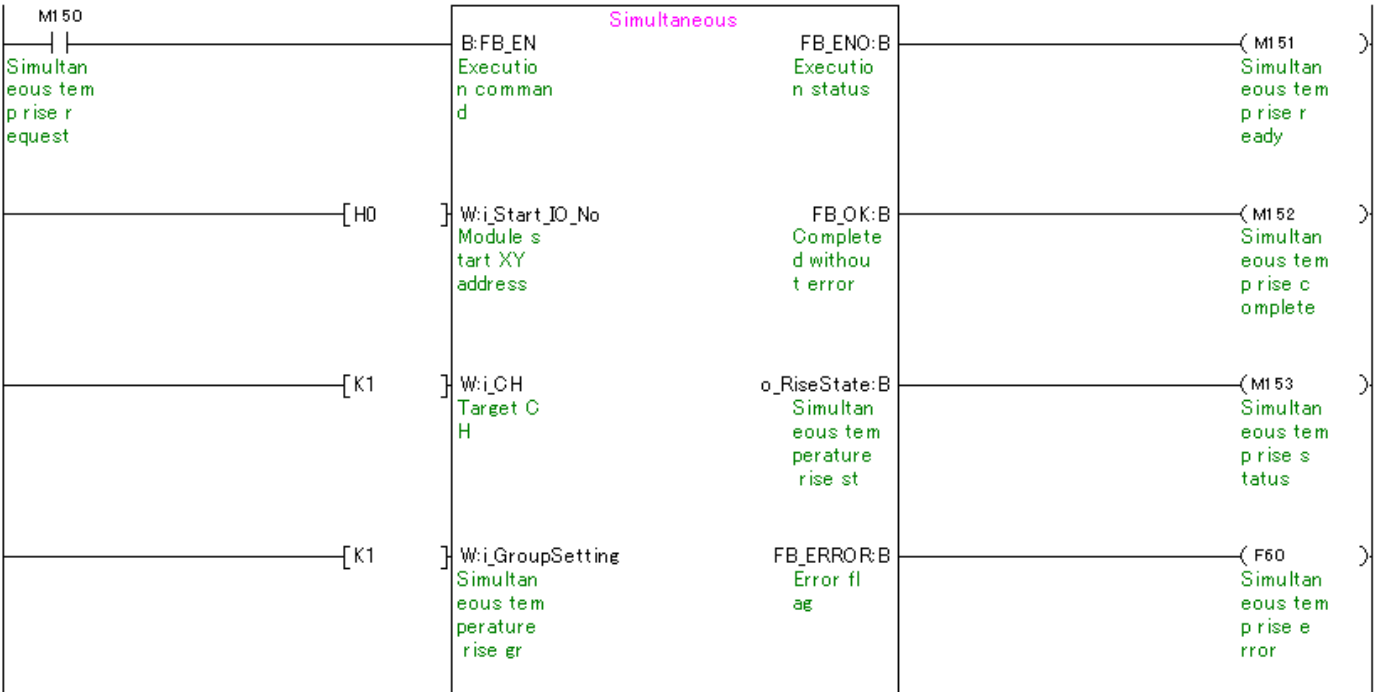 M150
Simultaneous
B:FB_EN
FB_ENO:B
( M151 )
Simultan
eous tem
p rise r
equest
Executio
n comman
d
Executio
n status
Simultan
eous tem
p rise r
eady
[ H0 ]
W:i_Start_IO_No
FB_OK:B
( M152 )
Module s
tart XY
address
Complete
d withou
t error
Simultan
eous tem
p rise c
omplete
[ K1 ]
W:i_CH
o_RiseState:B
( M153 )
Target C
H
Simultan
eous tem
perature
rise st
Simultan
eous tem
p rise s
tatus
[ K1 ]
W:i_GroupSetting
FB_ERROR:B
( F60 )
Simultan
eous tem
perature
rise gr
Error fl
ag
Simultan
eous tem
p rise e
rror